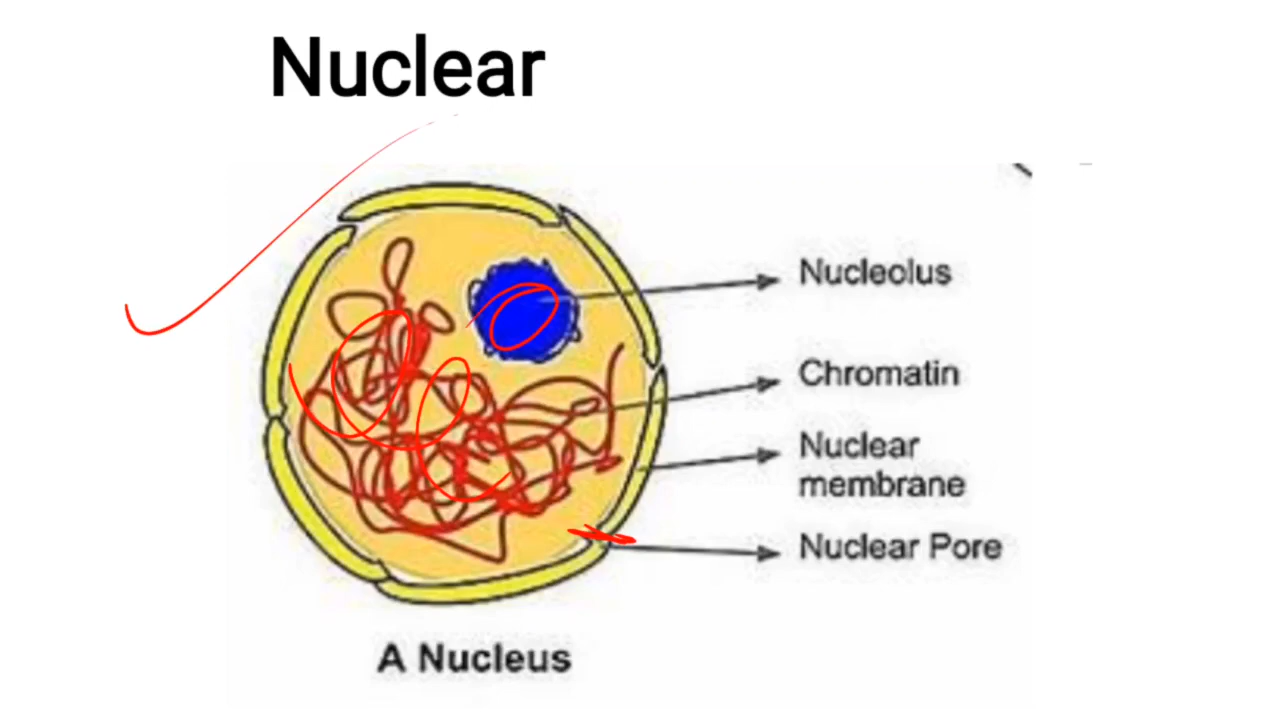 Nuclear
Nucleolus
Chromatin
Nuclear
membrane
Nuclear Pore
A Nucleus